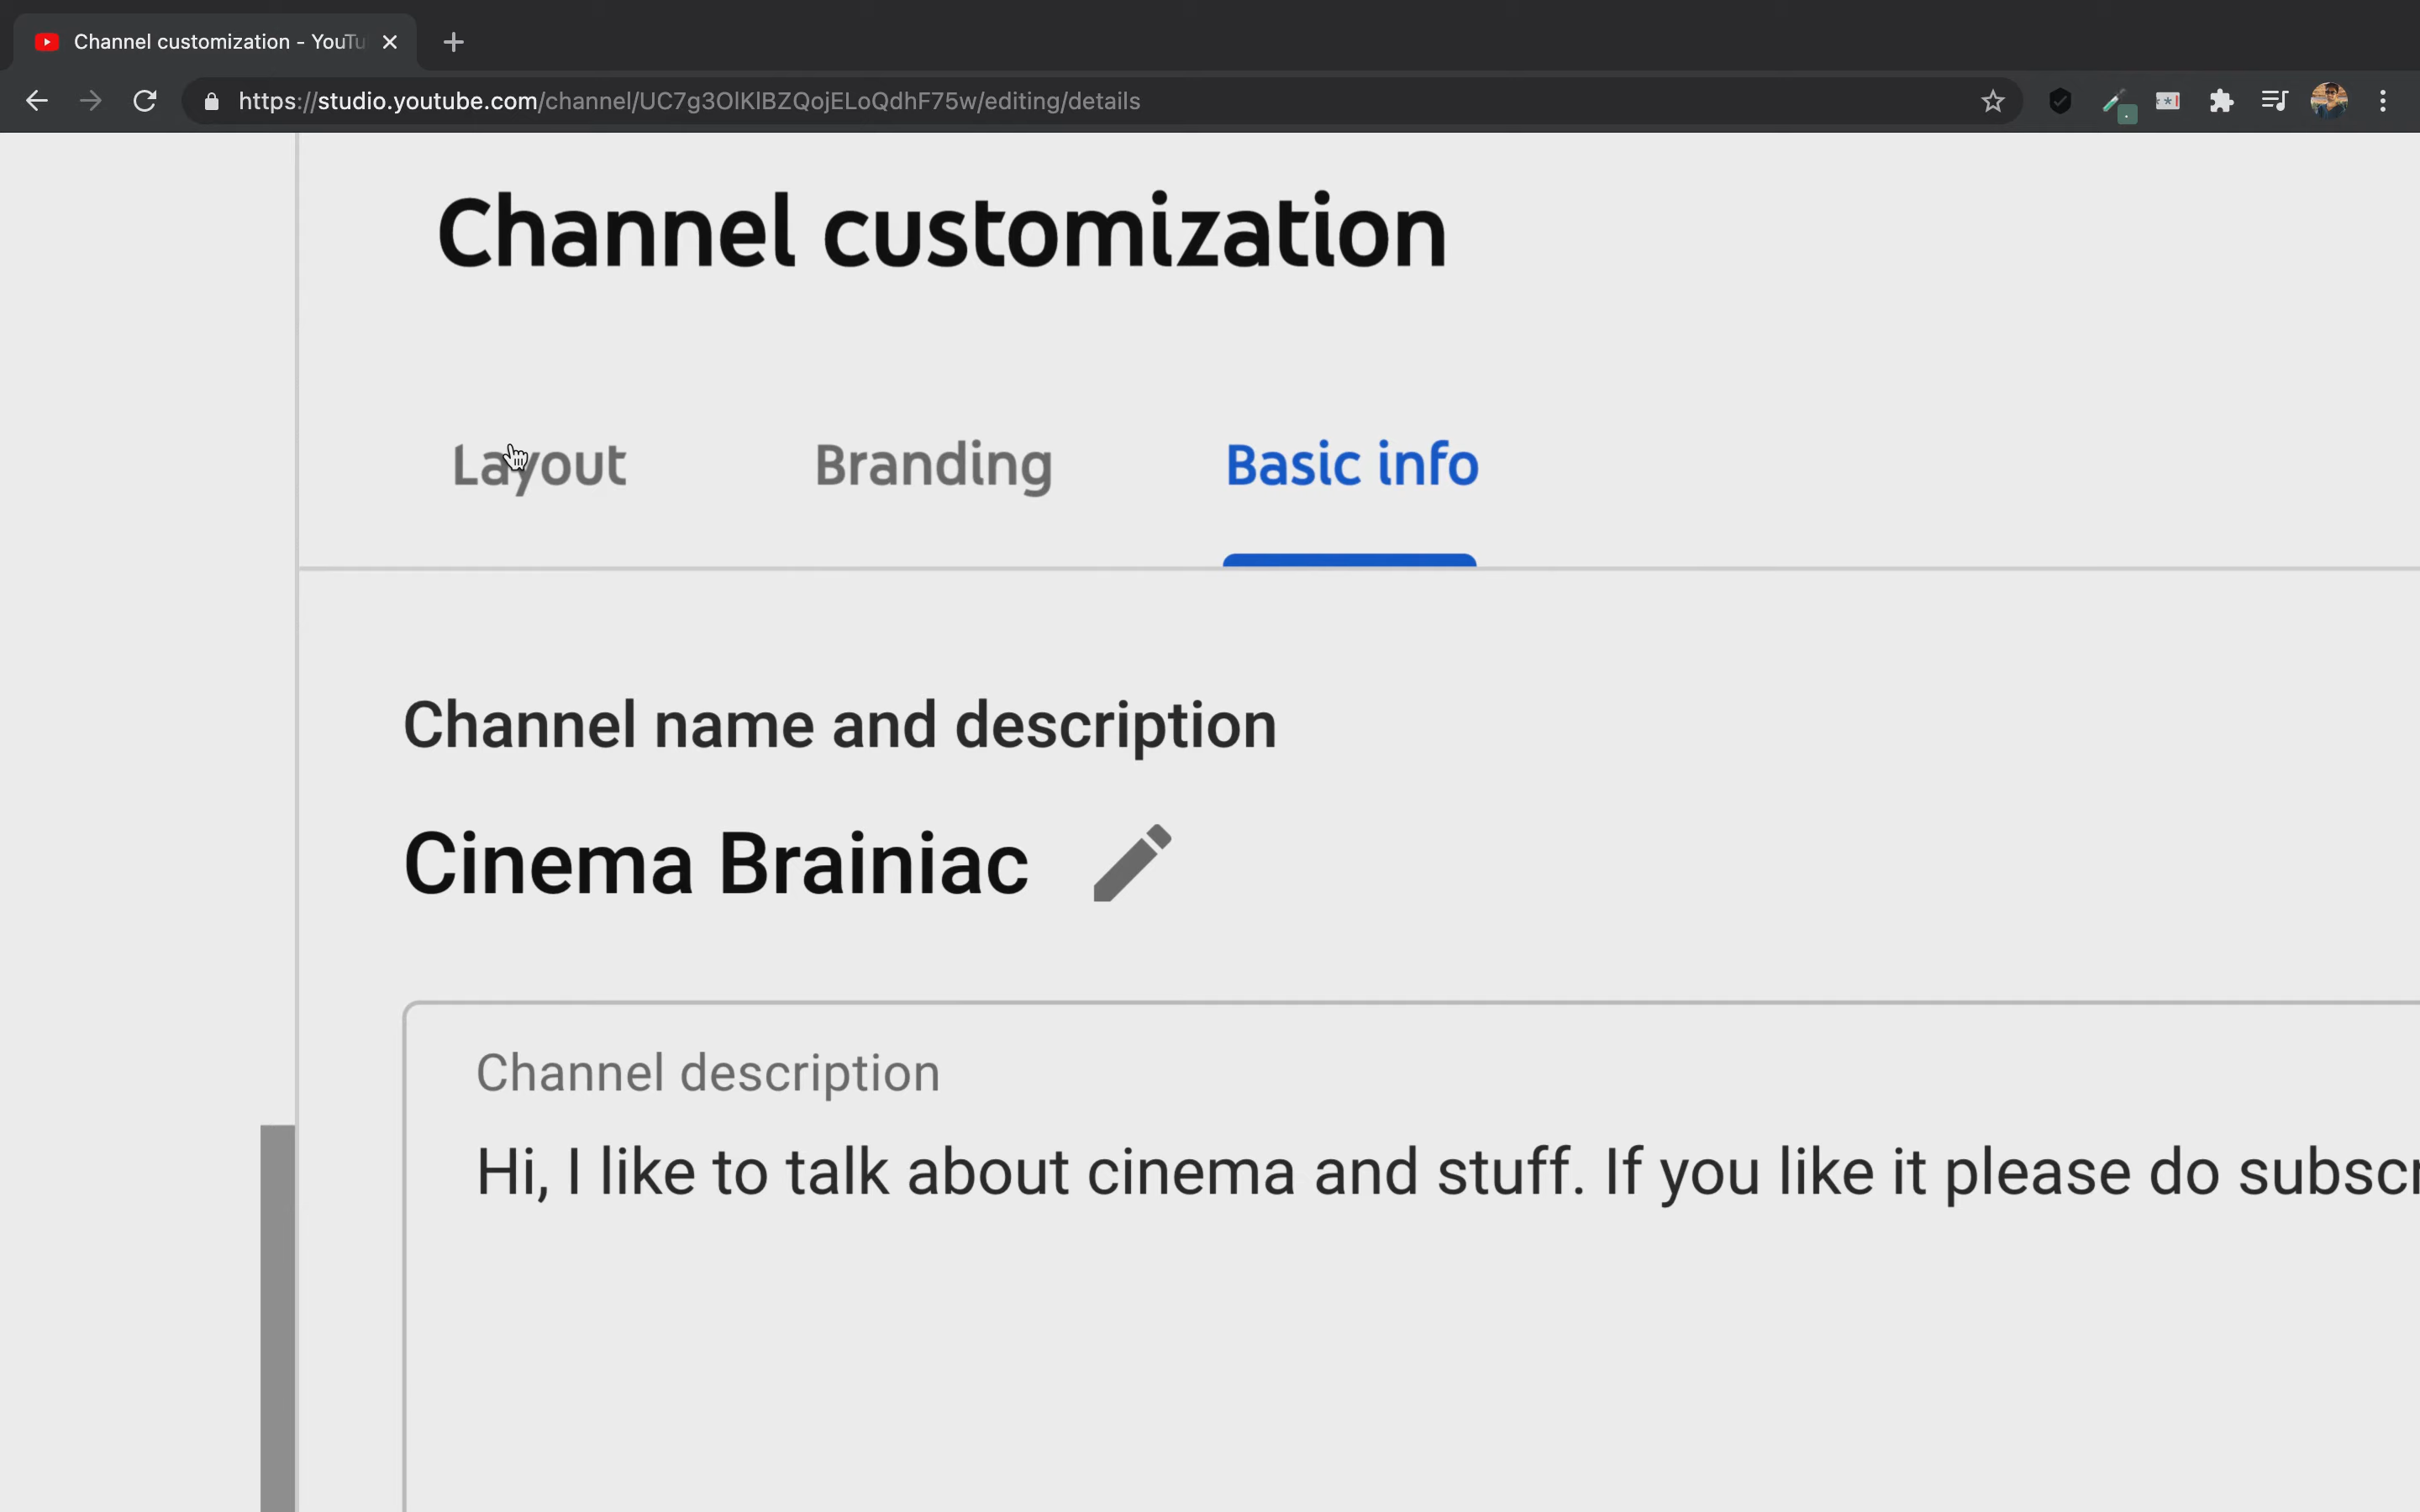 Channel customization - YouTu
https://studio.youtube.com/channel/UC7g3OlKlBZQojELoQdhF75w/editing/details
Channel customization
Layout Branding Basic info
Channel name and description
Cinema Brainiac
Channel description
Hi, I like to talk about cinema and stuff. If you like it please do subscr